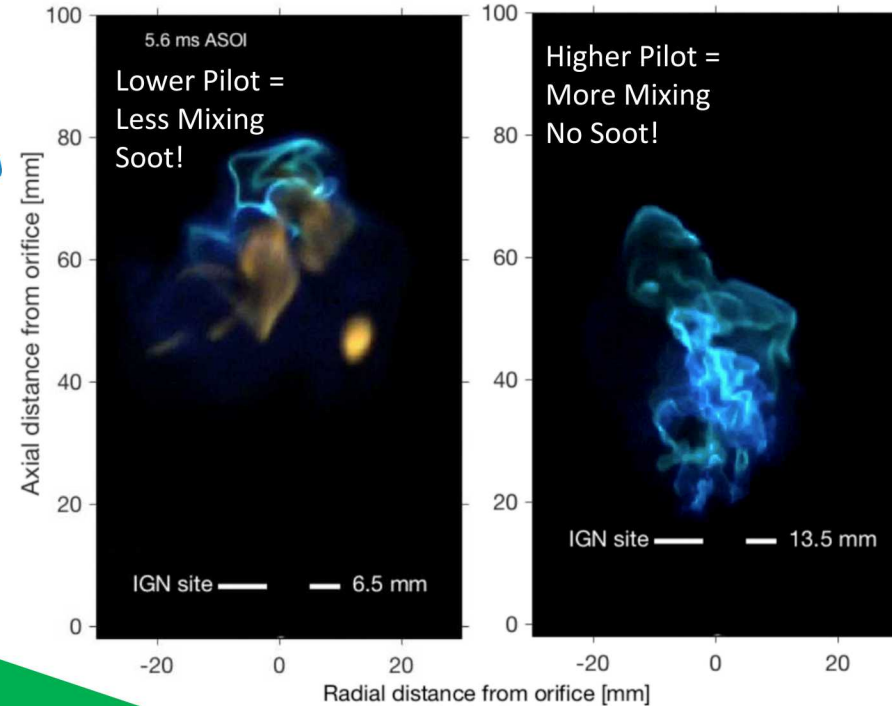 100
80
60
40
20
0
Axial distance from orifice [mm]
5.6 ms ASOI
Lower Pilot =
Less Mixing
Soot!
IGN site
6.5 mm
-20
0
20
100
80
60
40
20
0
Higher Pilot =
More Mixing
No Soot!
IGN site
13.5 mm
-20
0
20
Radial distance from orifice [mm]